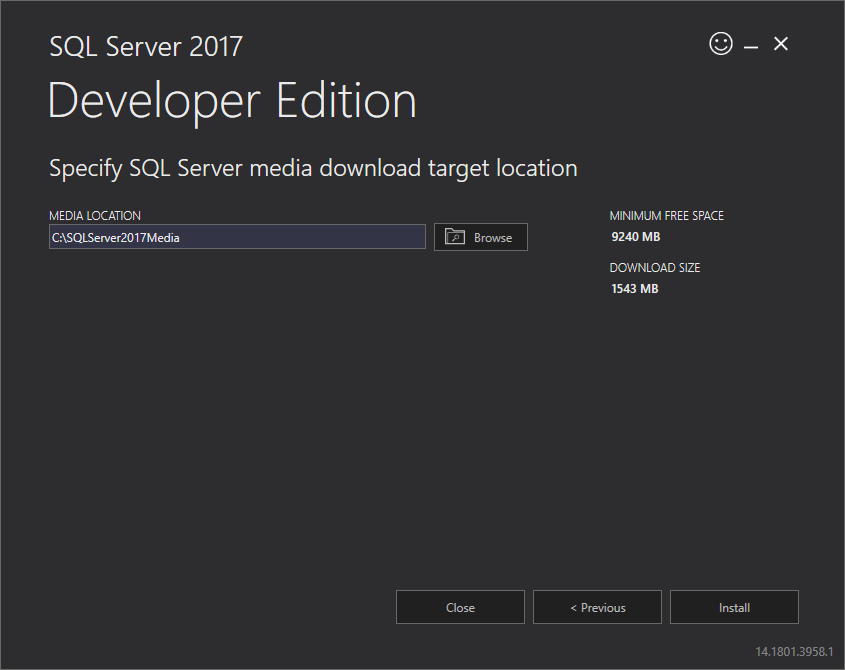 SQL Server 2017
Developer Edition
Specify SQL Server media download target location
MEDIA LOCATION
C:\SQLServer2017Media
Browse
MINIMUM FREE SPACE
9240 MB
DOWNLOAD SIZE
1543 MB
Close
< Previous
Install
14.1801.3958.1